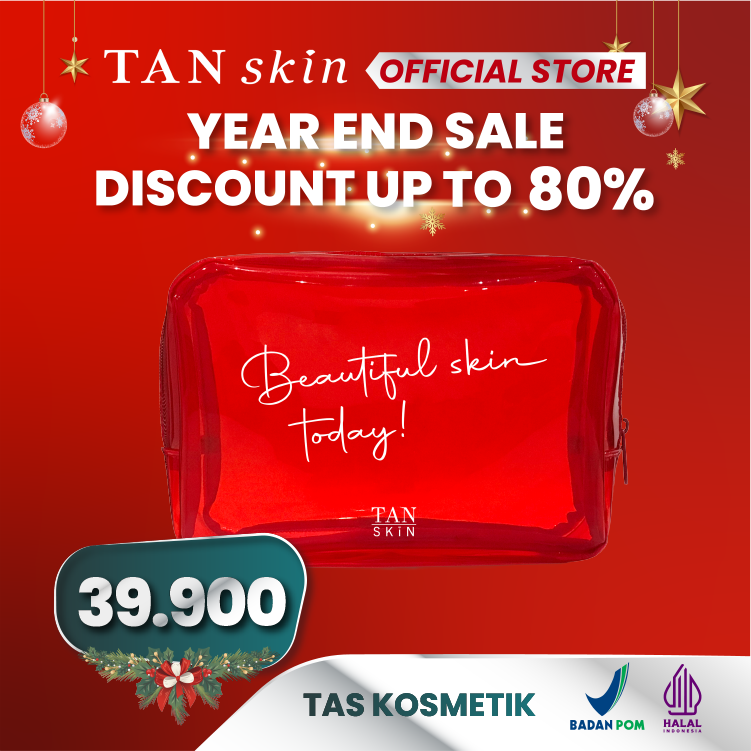 TAN skin OFFICIAL STORE
YEAR END SALE
DISCOUNT UP TO 80%
Beautiful skin
today!
TAN
SKiN
39.900
TAS KOSMETIK
BADAN POM
HALAL
INDONESIA